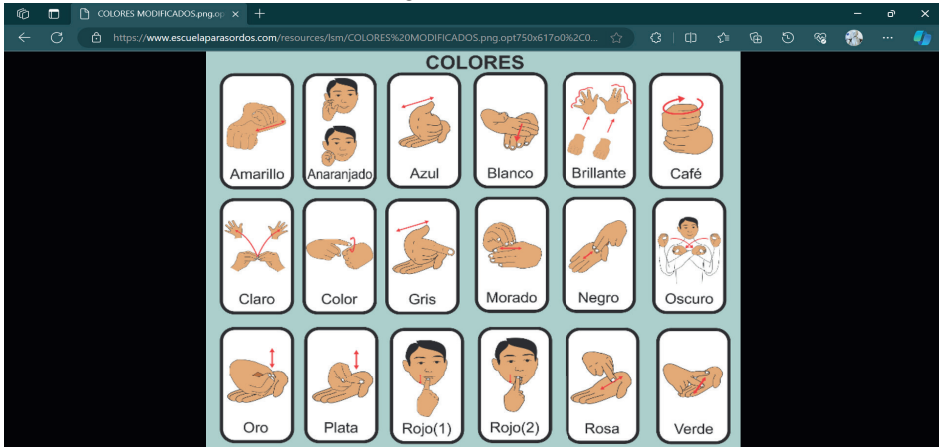 COLORES MODIFICADOS.png.op
https://www.escuelaparasordos.com/resources/lsm/COLORES%20MODIFICADOS.png.opt750x617o0%2C0...
COLORES
Amarillo Anaranjado Azul Blanco Brillante Café
Claro Color Gris Morado Negro Oscuro
Oro Plata Rojo(1) Rojo(2) Rosa Verde